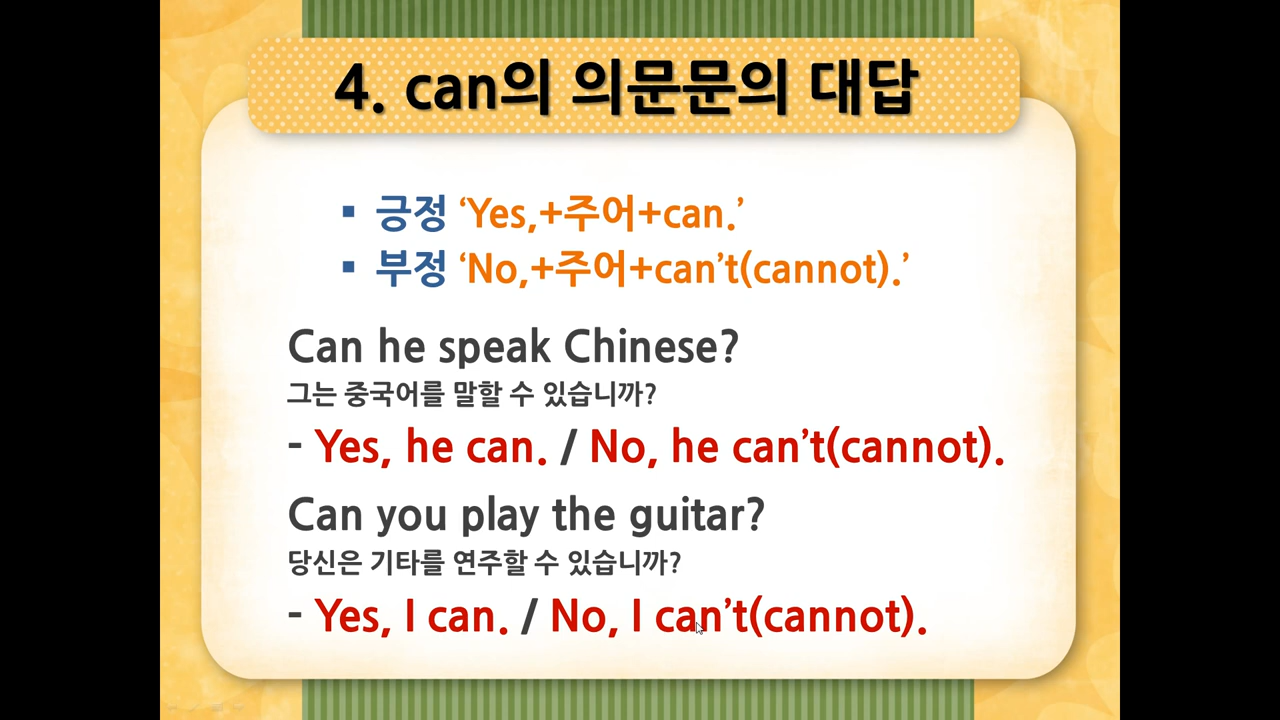 4. can의 의문문의 대답
▪ 긍정 ‘Yes,+주어+can.’
▪ 부정 ‘No,+주어+can’t(cannot).’
Can he speak Chinese?
그는 중국어를 말할 수 있습니까?
- Yes, he can. / No, he can’t(cannot).
Can you play the guitar?
당신은 기타를 연주할 수 있습니까?
- Yes, I can. / No, I can’t(cannot).